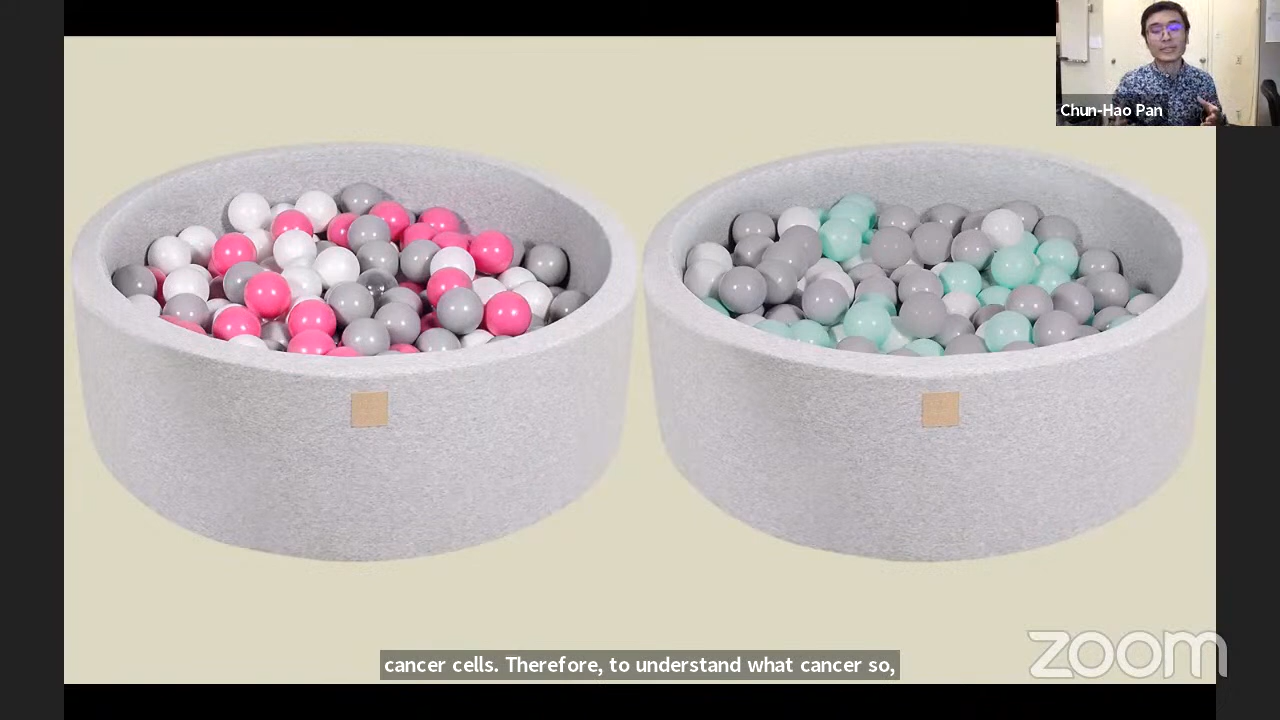 Chun-Hao Pan
cancer cells. Therefore, to understand what cancer so,
zoom